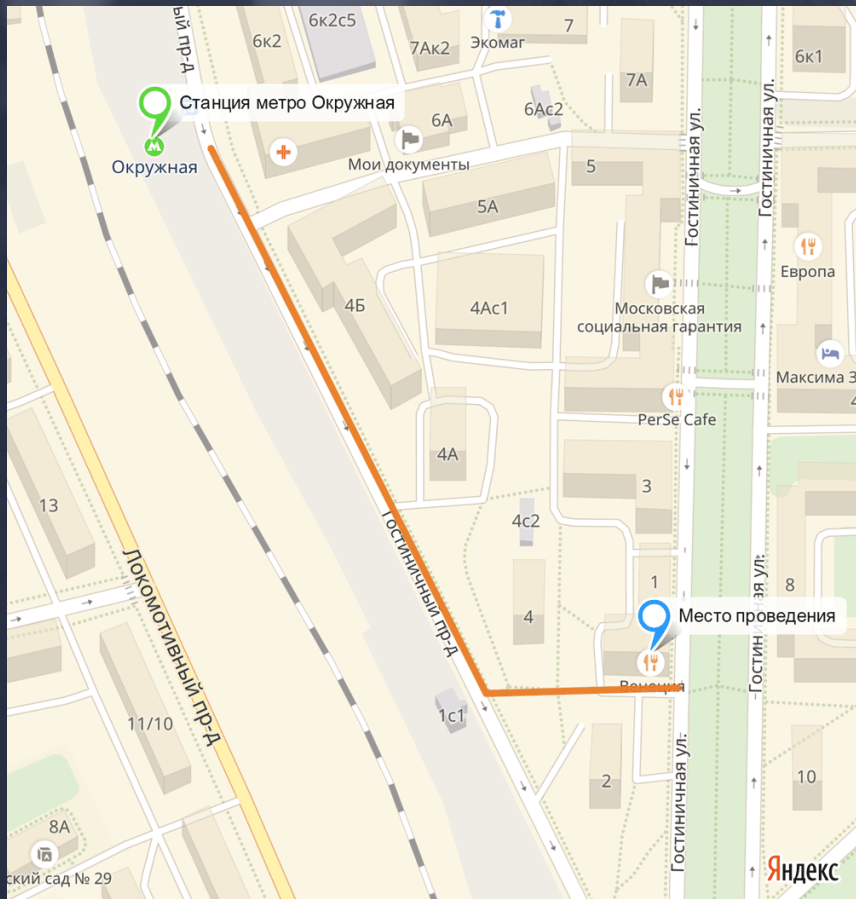 ый пр-д
6к2с5
6к2
7Ак2
Экомаг
7
7А
Гостиничная ул.
6к1
Станция метро Окружная
Окружная
6А
6Ас2
Мои документы
5
Гостиничная ул.
5А
Европа
4Б
4Ас1
Московская
социальная гарантия
Максима З
4
PerSe Cafe
4А
13
3
4с2
Гостиничный пр-д
Локомотивный пр-д
1
8
4
Место проведения
Венеция
1с1
11/10
2
10
Гостиничная ул.
8А
ский сад № 29
Яндекс